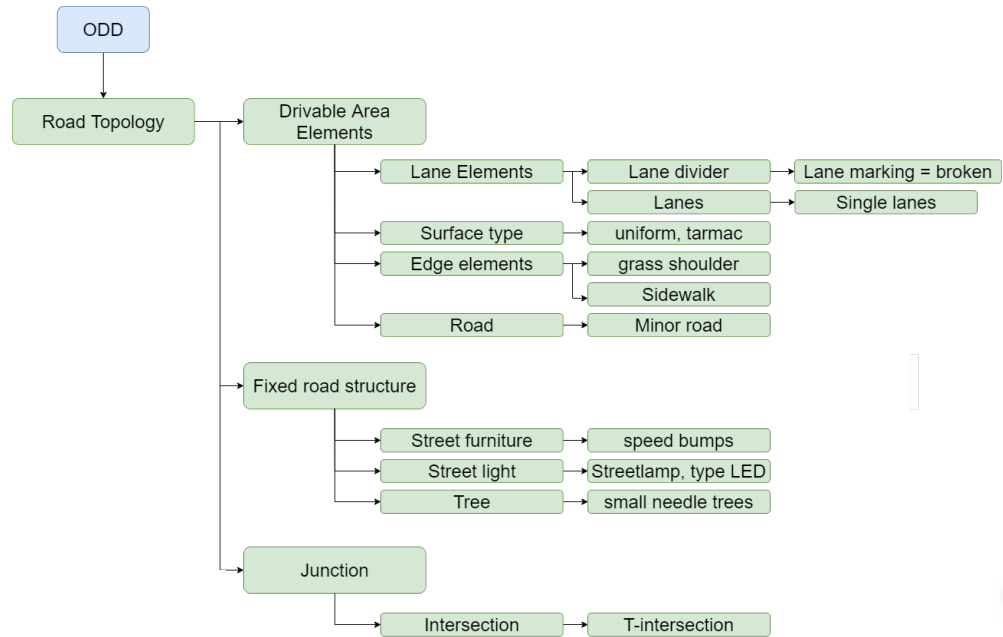 ODD
Road Topology
Drivable Area
Elements
Lane Elements
Lane divider
Lane marking = broken
Lanes
Single lanes
Surface type
uniform, tarmac
Edge elements
grass shoulder
Sidewalk
Road
Minor road
Fixed road structure
Street furniture
speed bumps
Street light
Streetlamp, type LED
Tree
small needle trees
Junction
Intersection
T-intersection